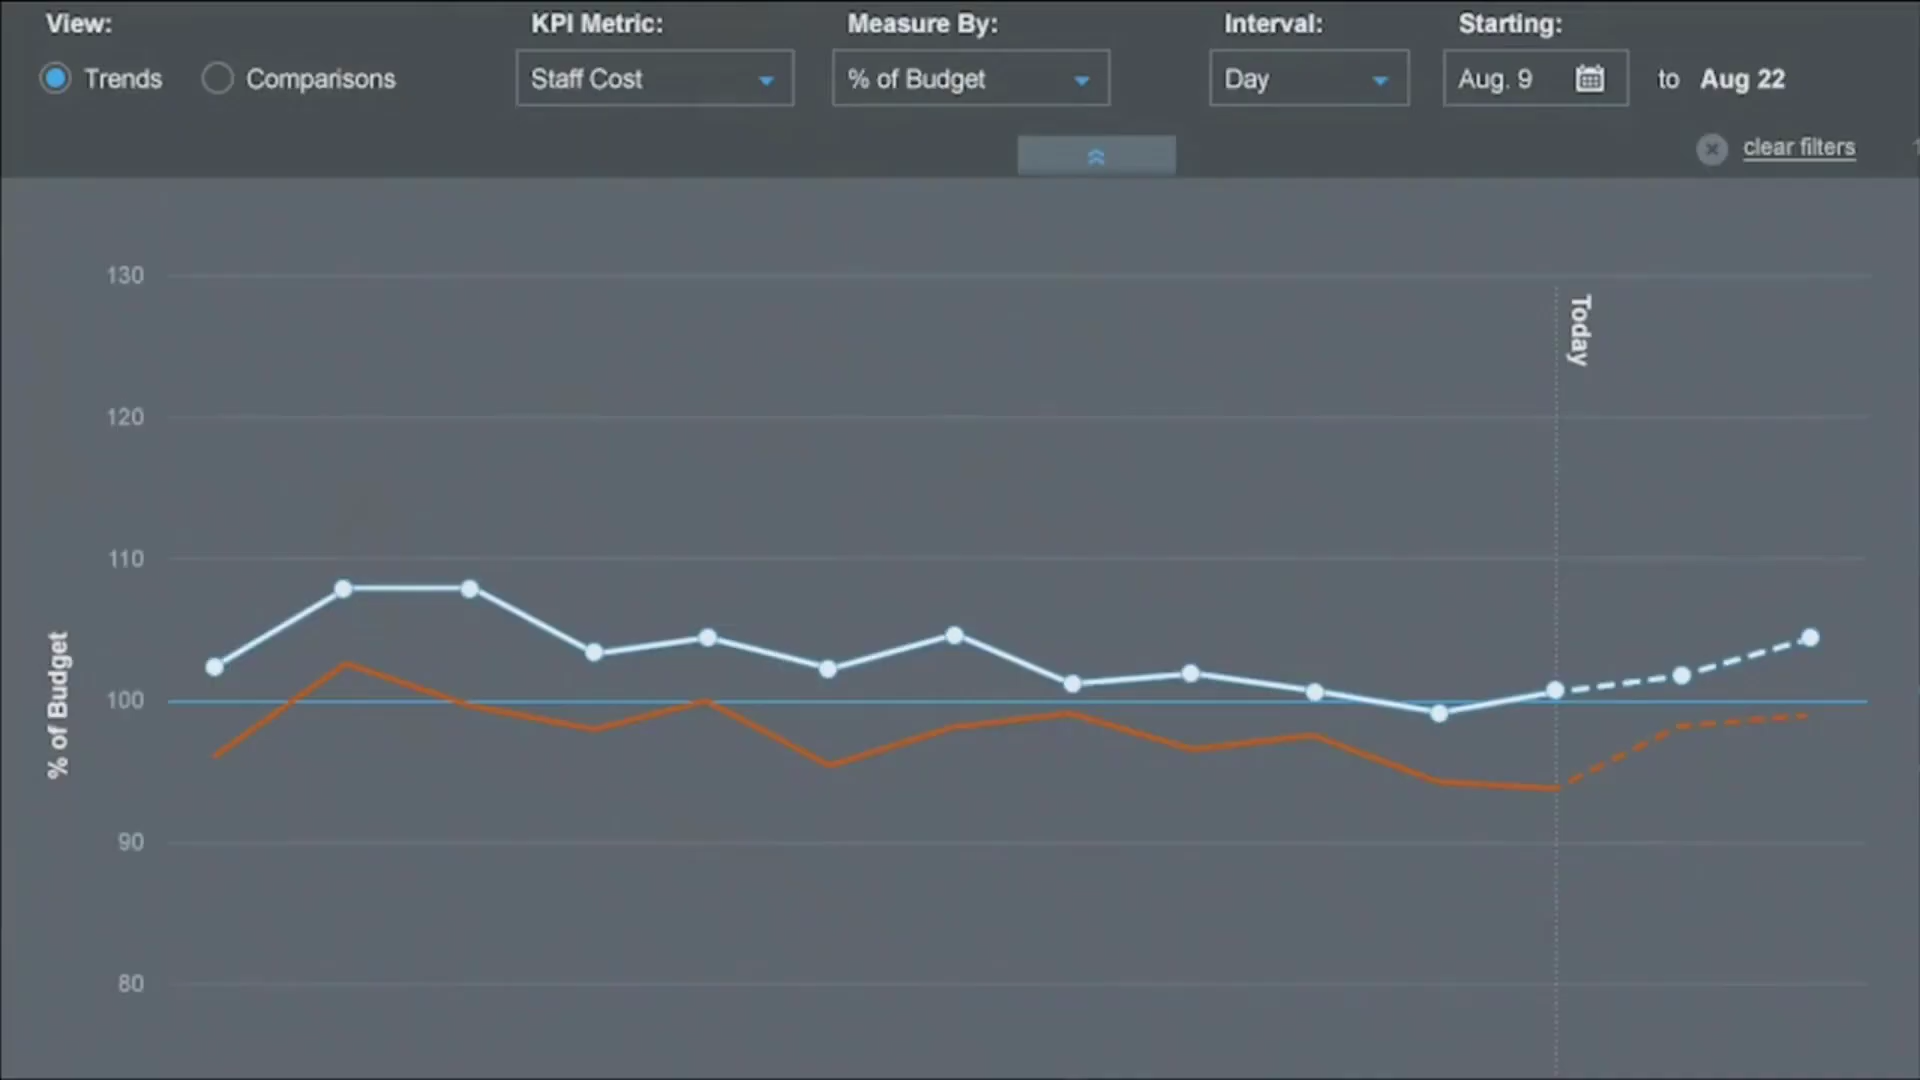 View: KPI Metric: Measure By: Interval: Starting:
Trends Comparisons Staff Cost % of Budget Day Aug. 9 to Aug 22
clear filters
130
Today
120
110
% of Budget
100
90
80